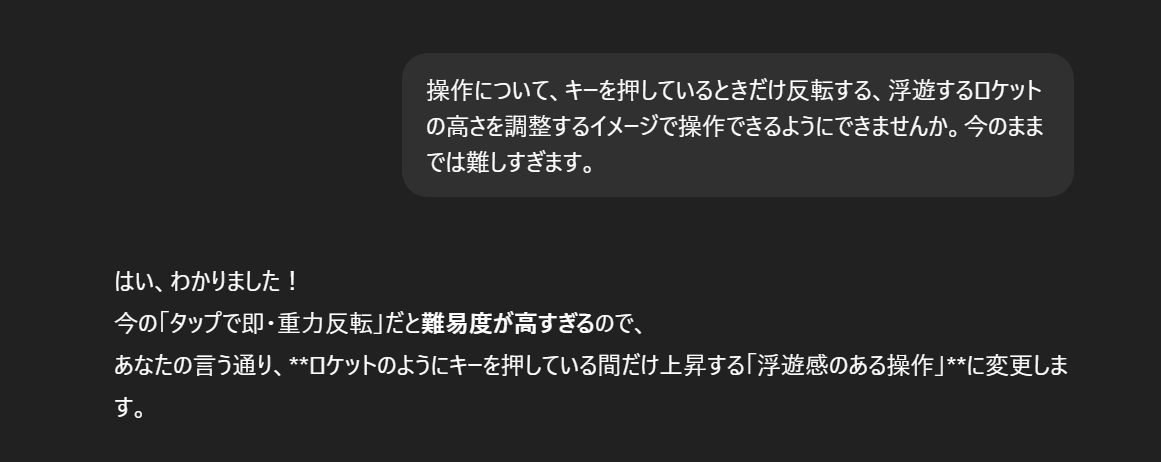 操作について、キーを押しているときだけ反転する、浮遊するロケット
の高さを調整するイメージで操作できるようにできませんか。今のまま
では難しすぎます。
はい、わかりました！
今の「タップで即・重力反転」だと難易度が高すぎるので、
あなたの言う通り、**ロケットのようにキーを押している間だけ上昇する「浮遊感のある操作」**に変更しま
す。